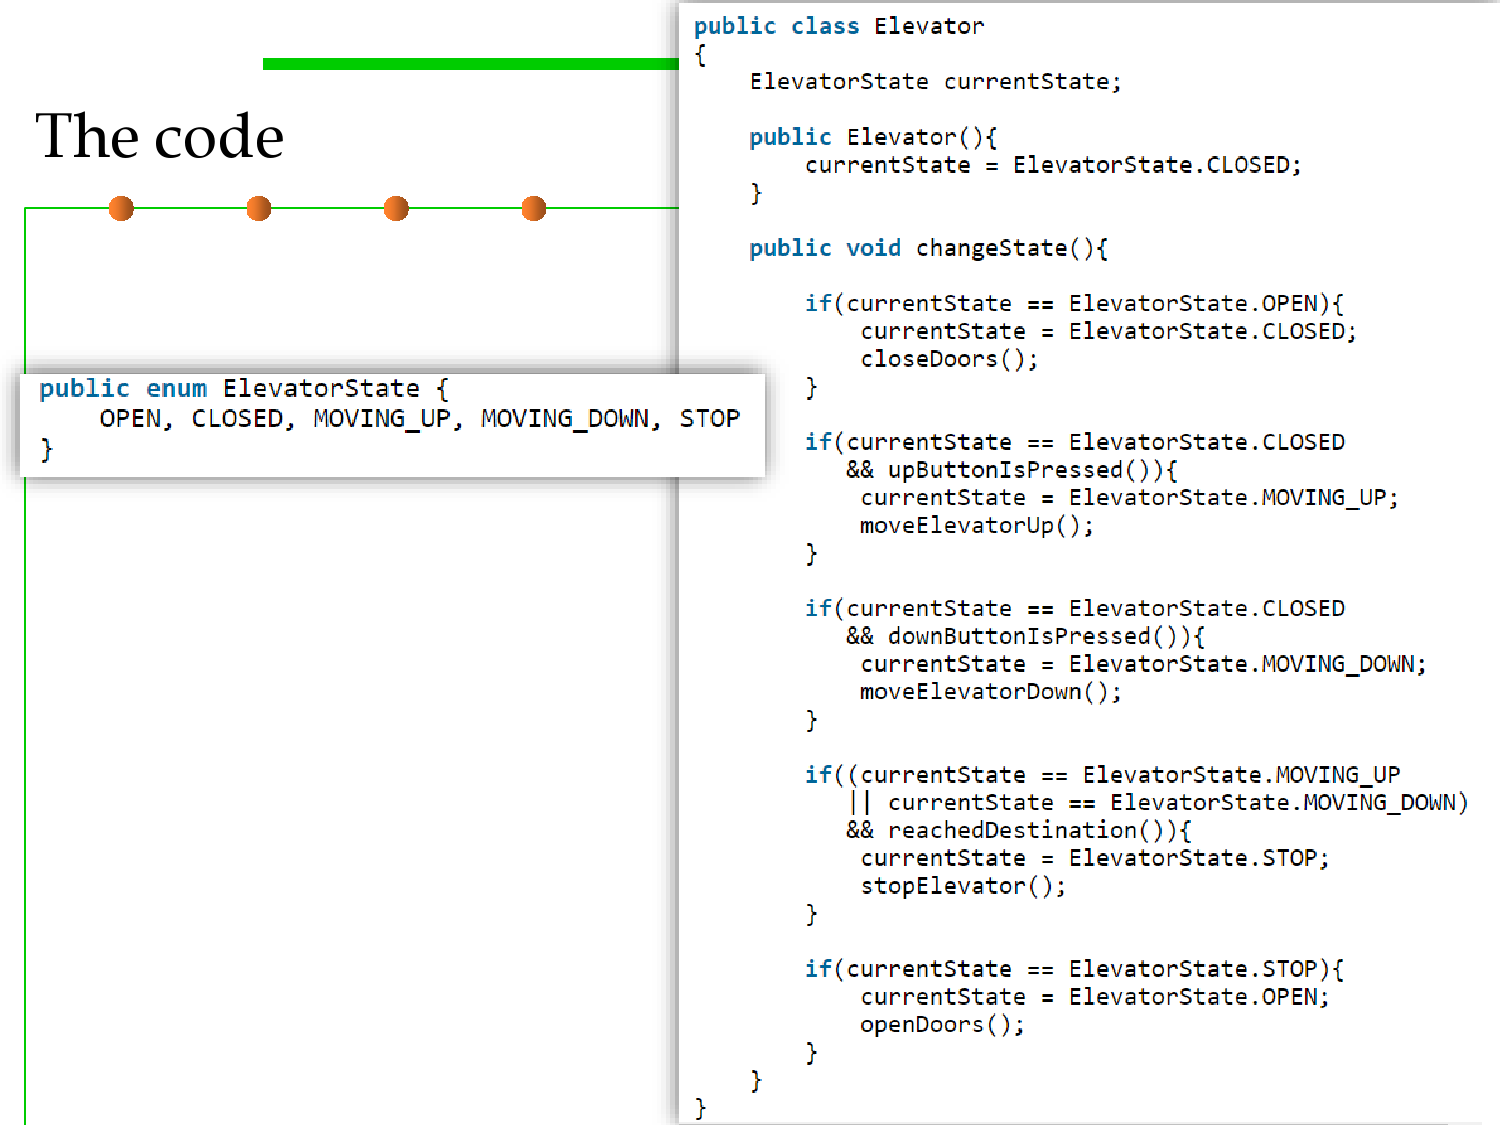 The code
public enum ElevatorState {
    OPEN, CLOSED, MOVING_UP, MOVING_DOWN, STOP
}
public class Elevator
{
    ElevatorState currentState;

    public Elevator(){
        currentState = ElevatorState.CLOSED;
    }

    public void changeState(){

        if(currentState == ElevatorState.OPEN){
            currentState = ElevatorState.CLOSED;
            closeDoors();
        }

        if(currentState == ElevatorState.CLOSED
           && upButtonIsPressed()){
            currentState = ElevatorState.MOVING_UP;
            moveElevatorUp();
        }

        if(currentState == ElevatorState.CLOSED
           && downButtonIsPressed()){
            currentState = ElevatorState.MOVING_DOWN;
            moveElevatorDown();
        }

        if((currentState == ElevatorState.MOVING_UP
           || currentState == ElevatorState.MOVING_DOWN)
           && reachedDestination()){
            currentState = ElevatorState.STOP;
            stopElevator();
        }

        if(currentState == ElevatorState.STOP){
            currentState = ElevatorState.OPEN;
            openDoors();
        }
    }
}